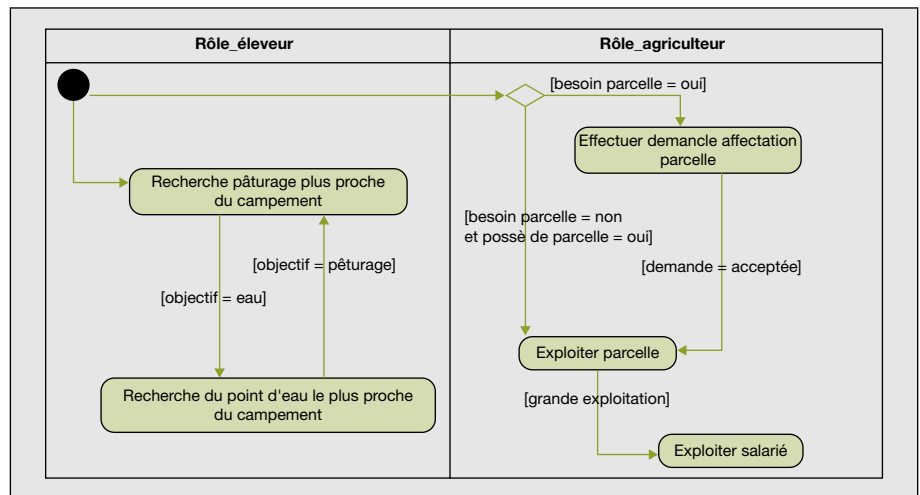 Rôle_éleveur
Rôle_agriculteur
[besoin parcelle = oui]
Effectuer demancle affectation
parcelle
Recherche pâturage plus proche
du campement
[besoin parcelle = non
et possè de parcelle = oui]
[objectif = pêturage]
[demande = acceptée]
[objectif = eau]
Exploiter parcelle
Recherche du point d'eau le plus proche
du campement
[grande exploitation]
Exploiter salarié